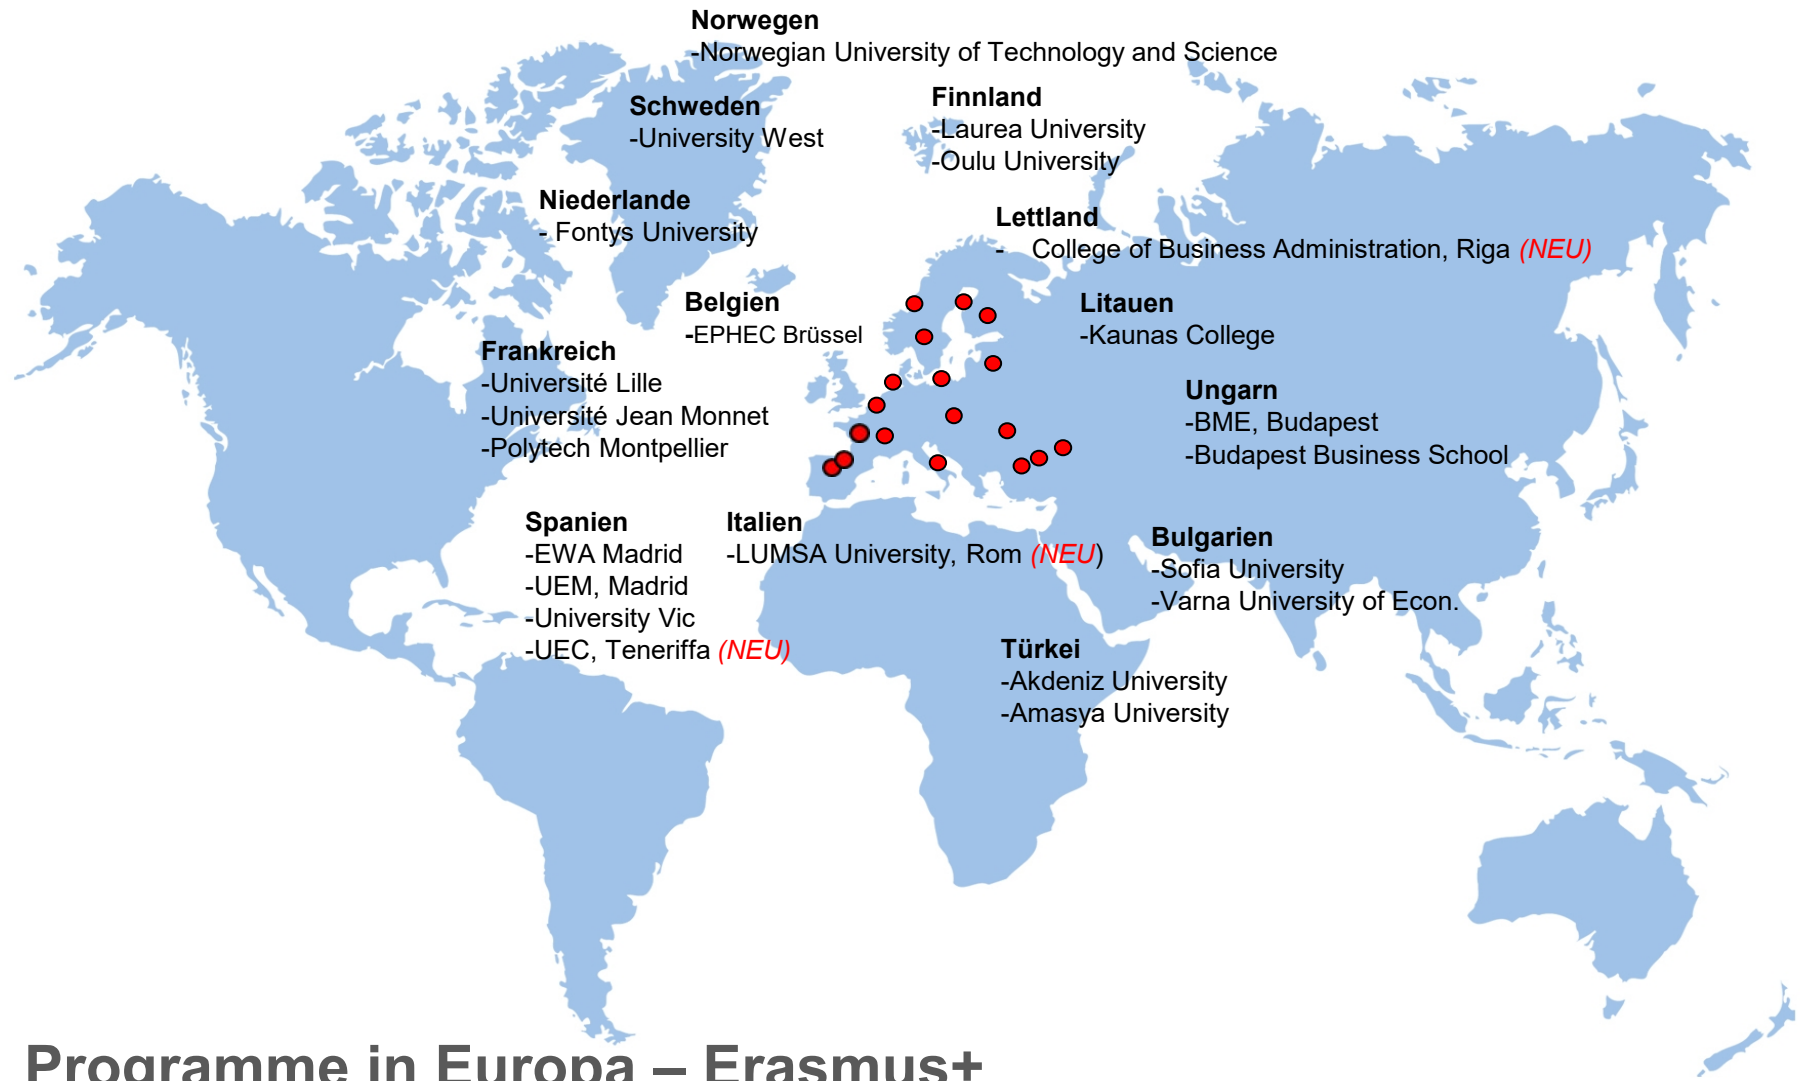 Norwegen
-Norwegian University of Technology and Science
Schweden
-University West
Finnland
-Laurea University
-Oulu University
Niederlande
- Fontys University
Lettland
- College of Business Administration, Riga (NEU)
Belgien
-EPHEC Brüssel
Litauen
-Kaunas College
Frankreich
-Université Lille
-Université Jean Monnet
-Polytech Montpellier
Ungarn
-BME, Budapest
-Budapest Business School
Spanien
-EWA Madrid
-UEM, Madrid
-University Vic
-UEC, Teneriffa (NEU)
Italien
-LUMSA University, Rom (NEU)
Bulgarien
-Sofia University
-Varna University of Econ.
Türkei
-Akdeniz University
-Amasya University
Programme in Europa – Erasmus+